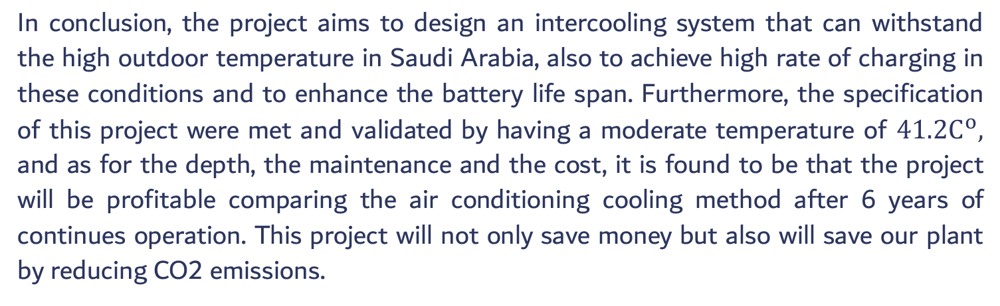 In conclusion, the project aims to design an intercooling system that can withstand
the high outdoor temperature in Saudi Arabia, also to achieve high rate of charging in
these conditions and to enhance the battery life span. Furthermore, the specification
of this project were met and validated by having a moderate temperature of 41.2Cº,
and as for the depth, the maintenance and the cost, it is found to be that the project
will be profitable comparing the air conditioning cooling method after 6 years of
continues operation. This project will not only save money but also will save our plant
by reducing CO2 emissions.